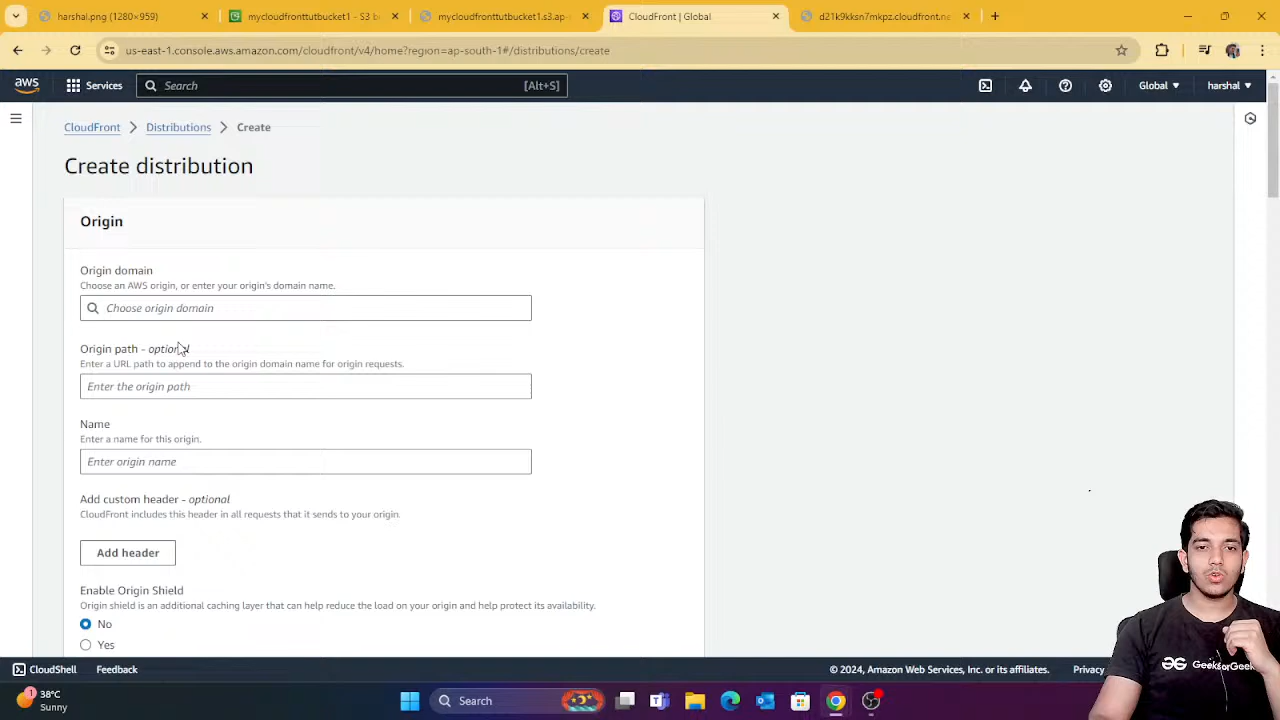 harshal.png (1280×959)
mycloudfronttutbucket1 - S3 b
mycloudfronttutbucket1.s3.ap-
CloudFront | Global
d21k9kksn7mkpz.cloudfront.ne
us-east-1.console.aws.amazon.com/cloudfront/v4/home?region=ap-south-1#/distributions/create
aws
Services
Search
[Alt+S]
Global
harshal
CloudFront > Distributions > Create
Create distribution
Origin
Origin domain
Choose an AWS origin, or enter your origin's domain name.
Choose origin domain
Origin path - optional
Enter a URL path to append to the origin domain name for origin requests.
Enter the origin path
Name
Enter a name for this origin.
Enter origin name
Add custom header - optional
CloudFront includes this header in all requests that it sends to your origin.
Add header
Enable Origin Shield
Origin shield is an additional caching layer that can help reduce the load on your origin and help protect its availability.
No
Yes
GeeksforGeek
CloudShell
Feedback
© 2024, Amazon Web Services, Inc. or its affiliates.
Privacy
1
38°C
Sunny
Search